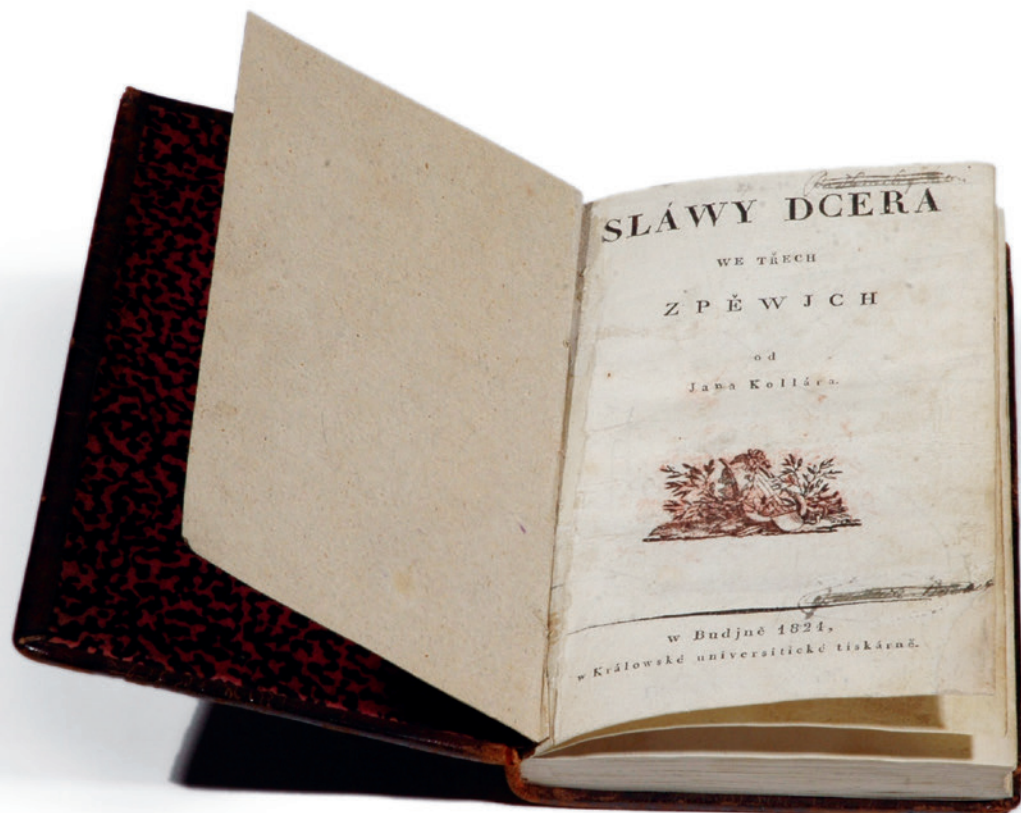 SLÁWY DCERA
WE TŘECH
ZPĚWJCH
od
Jana Kollára.
w Budjně 1824,
w Králowské universitické tiskárně.